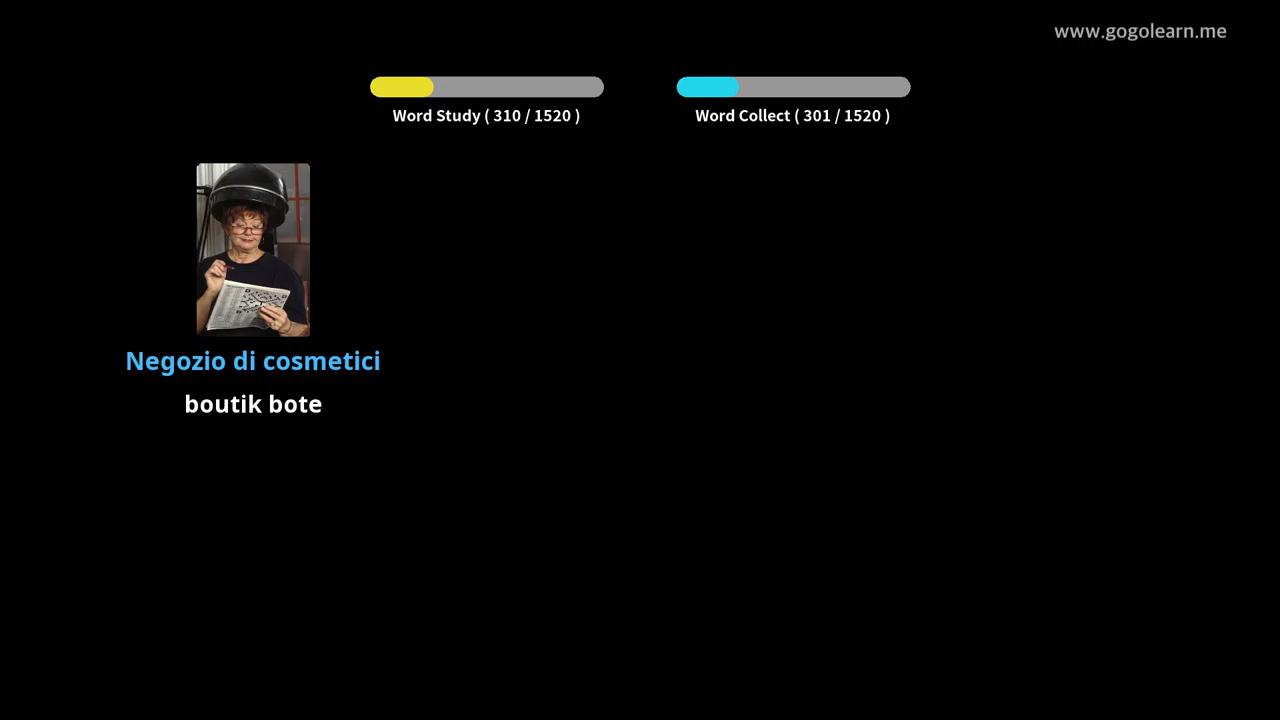 www.gogolearn.me
Word Study ( 310 / 1520 )
Word Collect ( 301 / 1520 )
Negozio di cosmetici
boutik bote